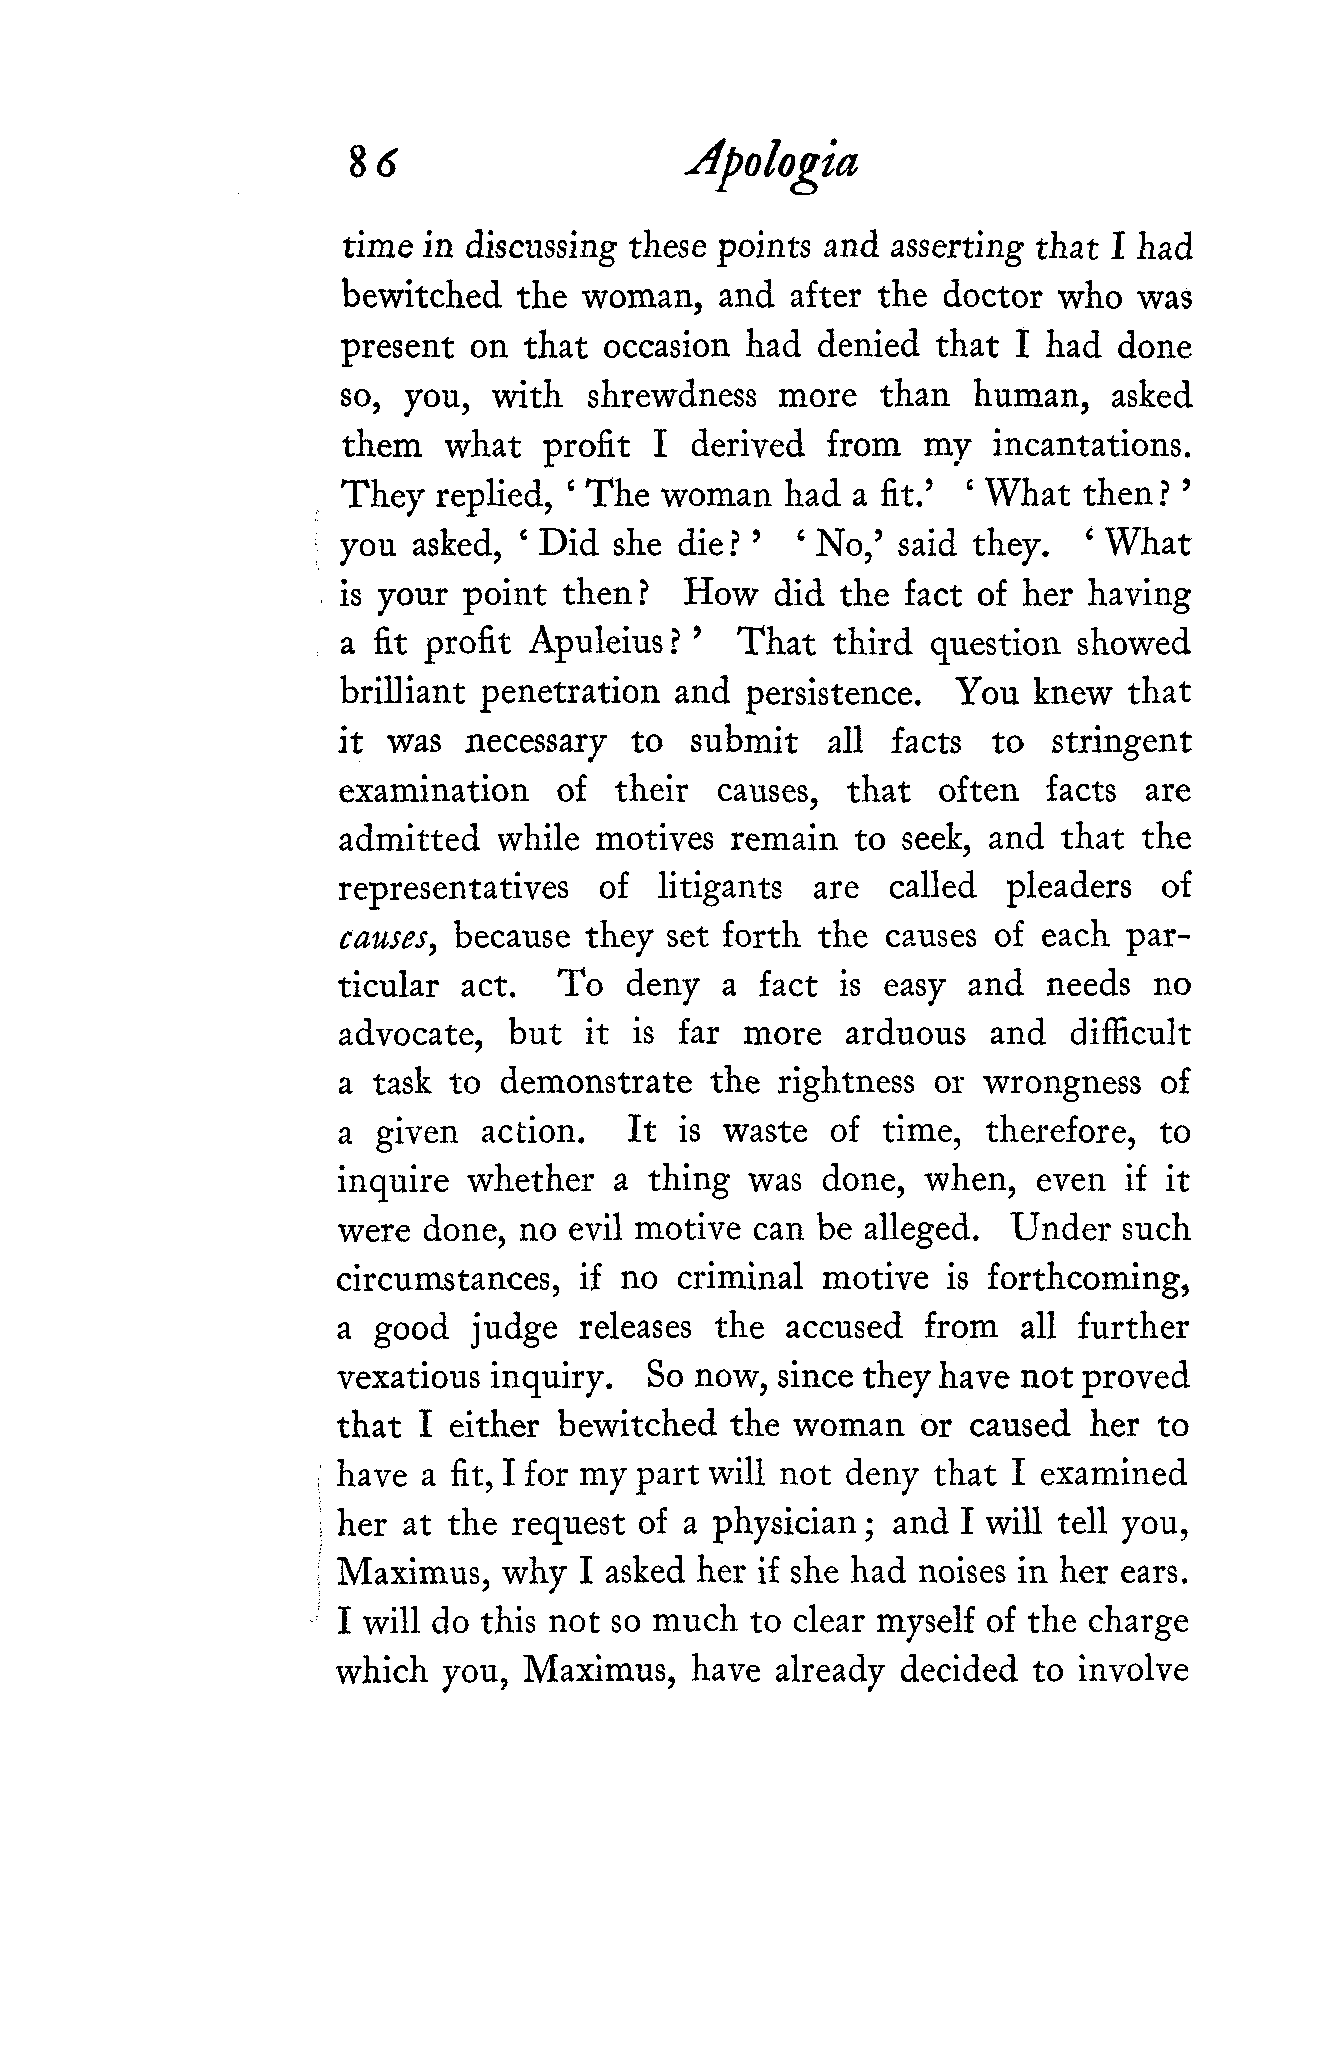 86 Apologia
time in discussing these points and asserting that I had
bewitched the woman, and after the doctor who was
present on that occasion had denied that I had done
so, you, with shrewdness more than human, asked
them what profit I derived from my incantations.
They replied, ‘ The woman had a fit.’ ‘ What then? ’
you asked, ‘ Did she die? ’ ‘ No,’ said they. ‘ What
is your point then? How did the fact of her having
a fit profit Apuleius? ’ That third question showed
brilliant penetration and persistence. You knew that
it was necessary to submit all facts to stringent
examination of their causes, that often facts are
admitted while motives remain to seek, and that the
representatives of litigants are called pleaders of
causes, because they set forth the causes of each par-
ticular act. To deny a fact is easy and needs no
advocate, but it is far more arduous and difficult
a task to demonstrate the rightness or wrongness of
a given action. It is waste of time, therefore, to
inquire whether a thing was done, when, even if it
were done, no evil motive can be alleged. Under such
circumstances, if no criminal motive is forthcoming,
a good judge releases the accused from all further
vexatious inquiry. So now, since they have not proved
that I either bewitched the woman or caused her to
have a fit, I for my part will not deny that I examined
her at the request of a physician ; and I will tell you,
Maximus, why I asked her if she had noises in her ears.
I will do this not so much to clear myself of the charge
which you, Maximus, have already decided to involve